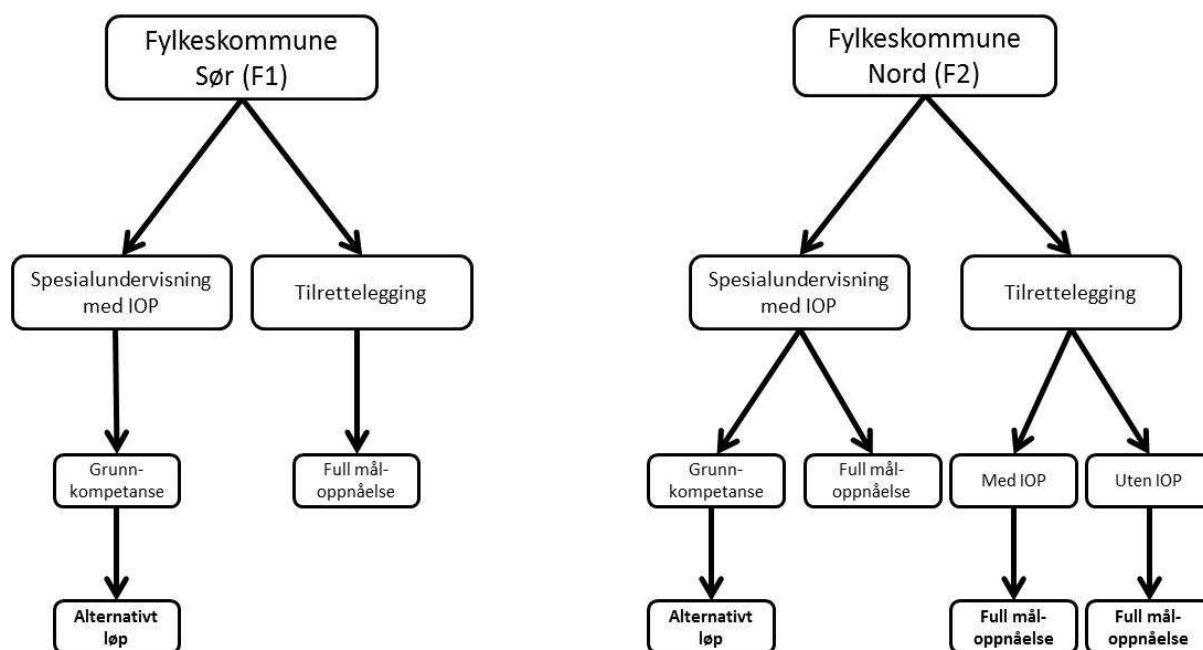 Fylkeskommune
Sør (F1)
Spesialundervisning
med IOP
Tilrettelegging
Grunn-
kompetanse
Full mål-
oppnåelse
Alternativt
løp
Fylkeskommune
Nord (F2)
Spesialundervisning
med IOP
Tilrettelegging
Grunn-
kompetanse
Full mål-
oppnåelse
Med IOP
Uten IOP
Alternativt
løp
Full mål-
oppnåelse
Full mål-
oppnåelse